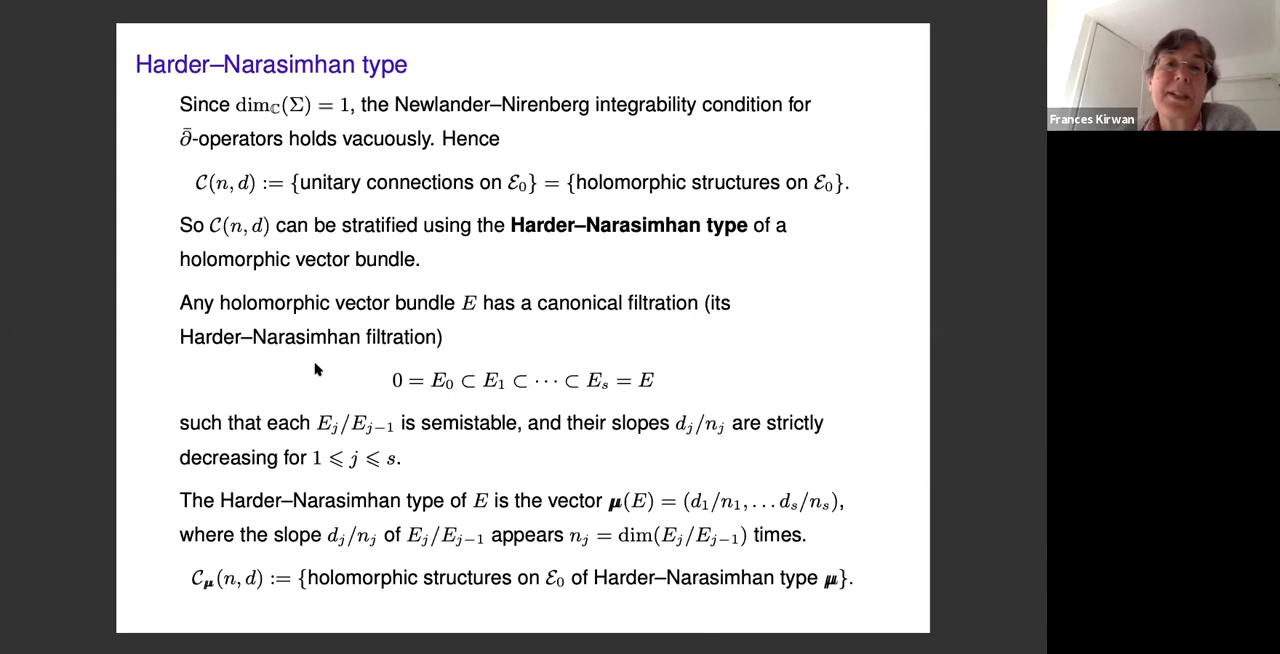 Harder–Narasimhan type
Since dim_ℂ(Σ) = 1, the Newlander–Nirenberg integrability condition for
∂̄-operators holds vacuously. Hence
𝒞(n, d) := {unitary connections on ℰ₀} = {holomorphic structures on ℰ₀}.
So 𝒞(n, d) can be stratified using the Harder–Narasimhan type of a
holomorphic vector bundle.
Any holomorphic vector bundle E has a canonical filtration (its
Harder–Narasimhan filtration)
0 = E₀ ⊂ E₁ ⊂ ··· ⊂ Eₛ = E
such that each E_j/E_{j−1} is semistable, and their slopes d_j/n_j are strictly
decreasing for 1 ⩽ j ⩽ s.
The Harder–Narasimhan type of E is the vector μ(E) = (d₁/n₁, … dₛ/nₛ),
where the slope d_j/n_j of E_j/E_{j−1} appears n_j = dim(E_j/E_{j−1}) times.
𝒞_μ(n, d) := {holomorphic structures on ℰ₀ of Harder–Narasimhan type μ}.
Frances Kirwan